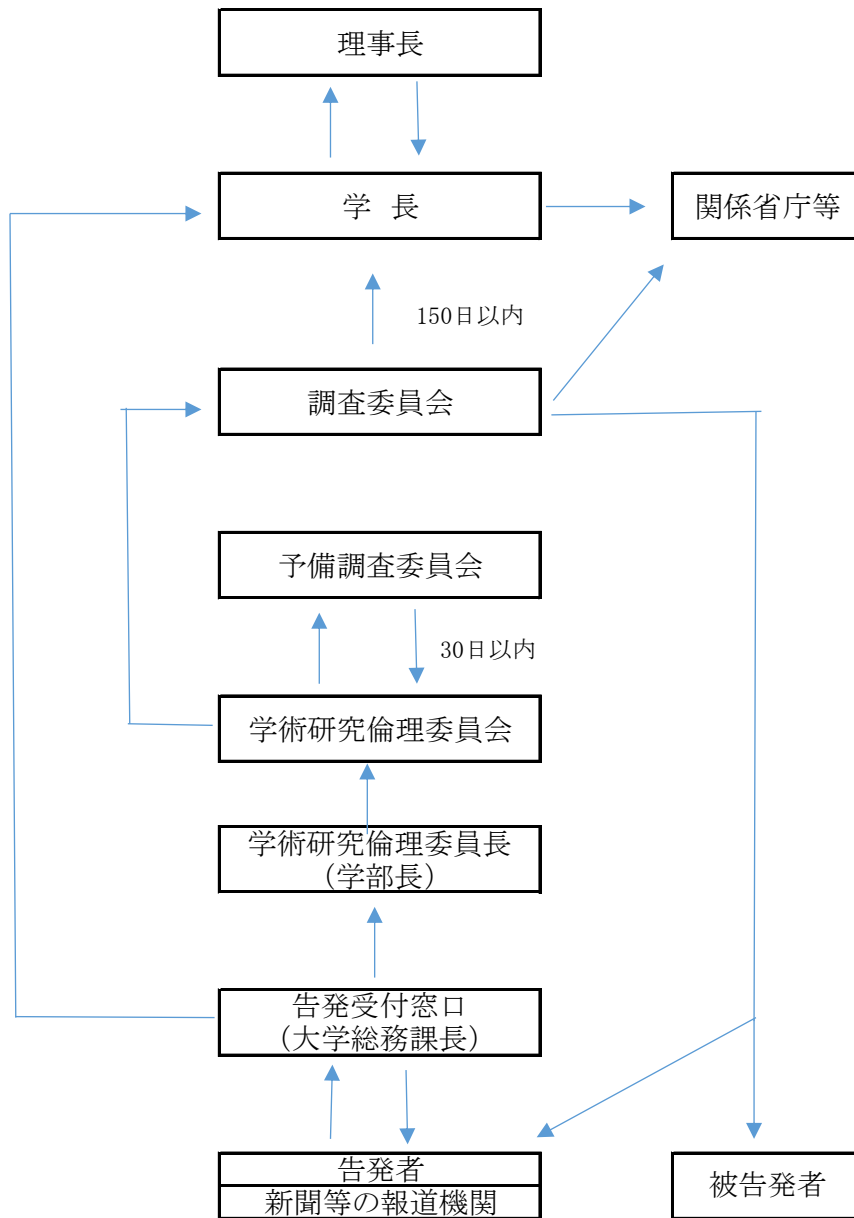 理事長
学 長
関係省庁等
150日以内
調査委員会
予備調査委員会
30日以内
学術研究倫理委員会
学術研究倫理委員長
(学部長)
告発受付窓口
(大学総務課長)
告発者
新聞等の報道機関
被告発者